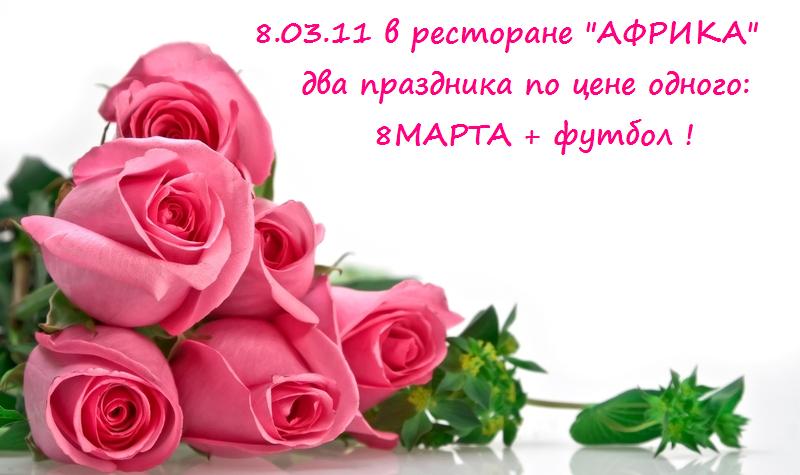 8.03.11 в ресторане "АФРИКА"
два праздника по цене одного:
8МАРТА + футбол !